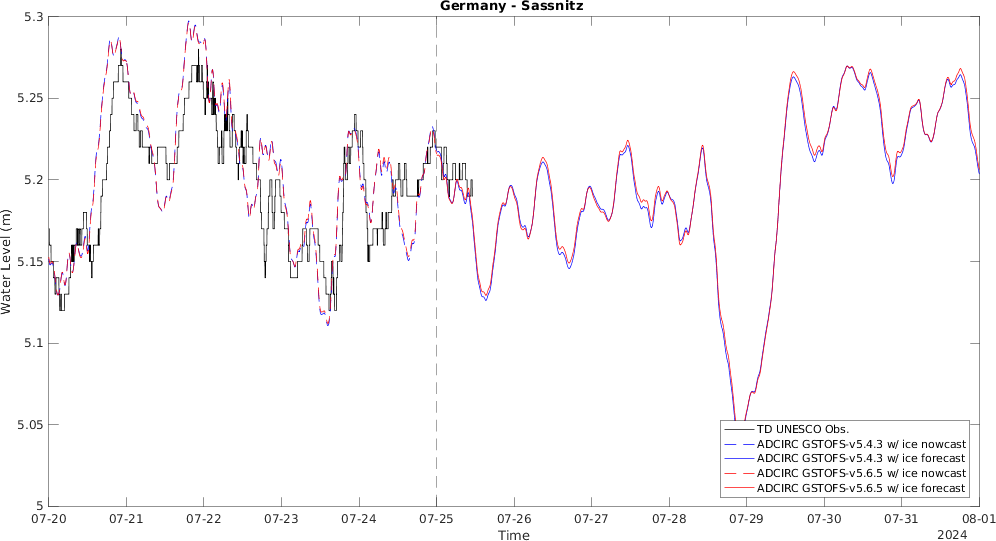 Germany - Sassnitz
5.3
5.25
5.2
5.15
5.1
5.05
5
Water Level (m)
07-20 07-21 07-22 07-23 07-24 07-25 07-26 07-27 07-28 07-29 07-30 07-31 08-01
Time
2024
TD UNESCO Obs.
ADCIRC GSTOFS-v5.4.3 w/ ice nowcast
ADCIRC GSTOFS-v5.4.3 w/ ice forecast
ADCIRC GSTOFS-v5.6.5 w/ ice nowcast
ADCIRC GSTOFS-v5.6.5 w/ ice forecast